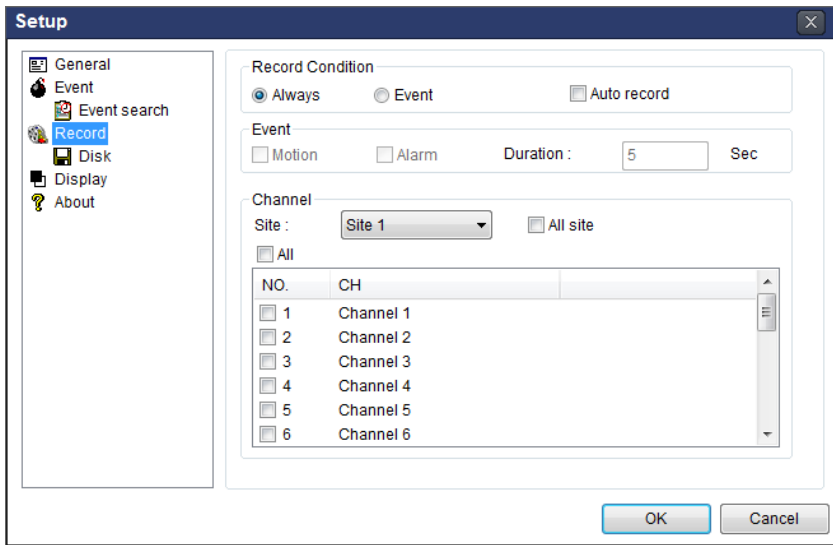 Setup
General
Event
Event search
Record
Disk
Display
About
Record Condition
Always Event Auto record
Event
Motion Alarm Duration : 5 Sec
Channel
Site : Site 1 All site
All
NO. CH
1 Channel 1
2 Channel 2
3 Channel 3
4 Channel 4
5 Channel 5
6 Channel 6
OK Cancel